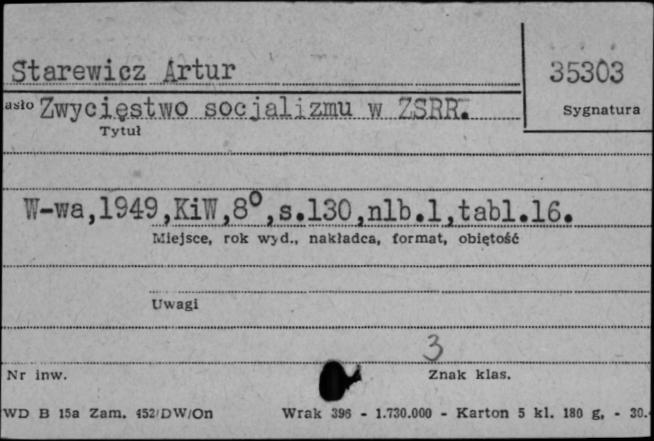 Starewicz Artur
35303
asło Zwycięstwo socjalizmu w ZSRR.
Sygnatura
Tytuł
W-wa,1949,KiW,8°,s.130,nlb.1,tabl.16.
Miejsce, rok wyd., nakładca, format, objętość
Uwagi
3
Nr inw.
Znak klas.
WD B 15a Zam. 452/DW/On Wrak 396 - 1.730.000 - Karton 5 kl. 180 g. - 30.